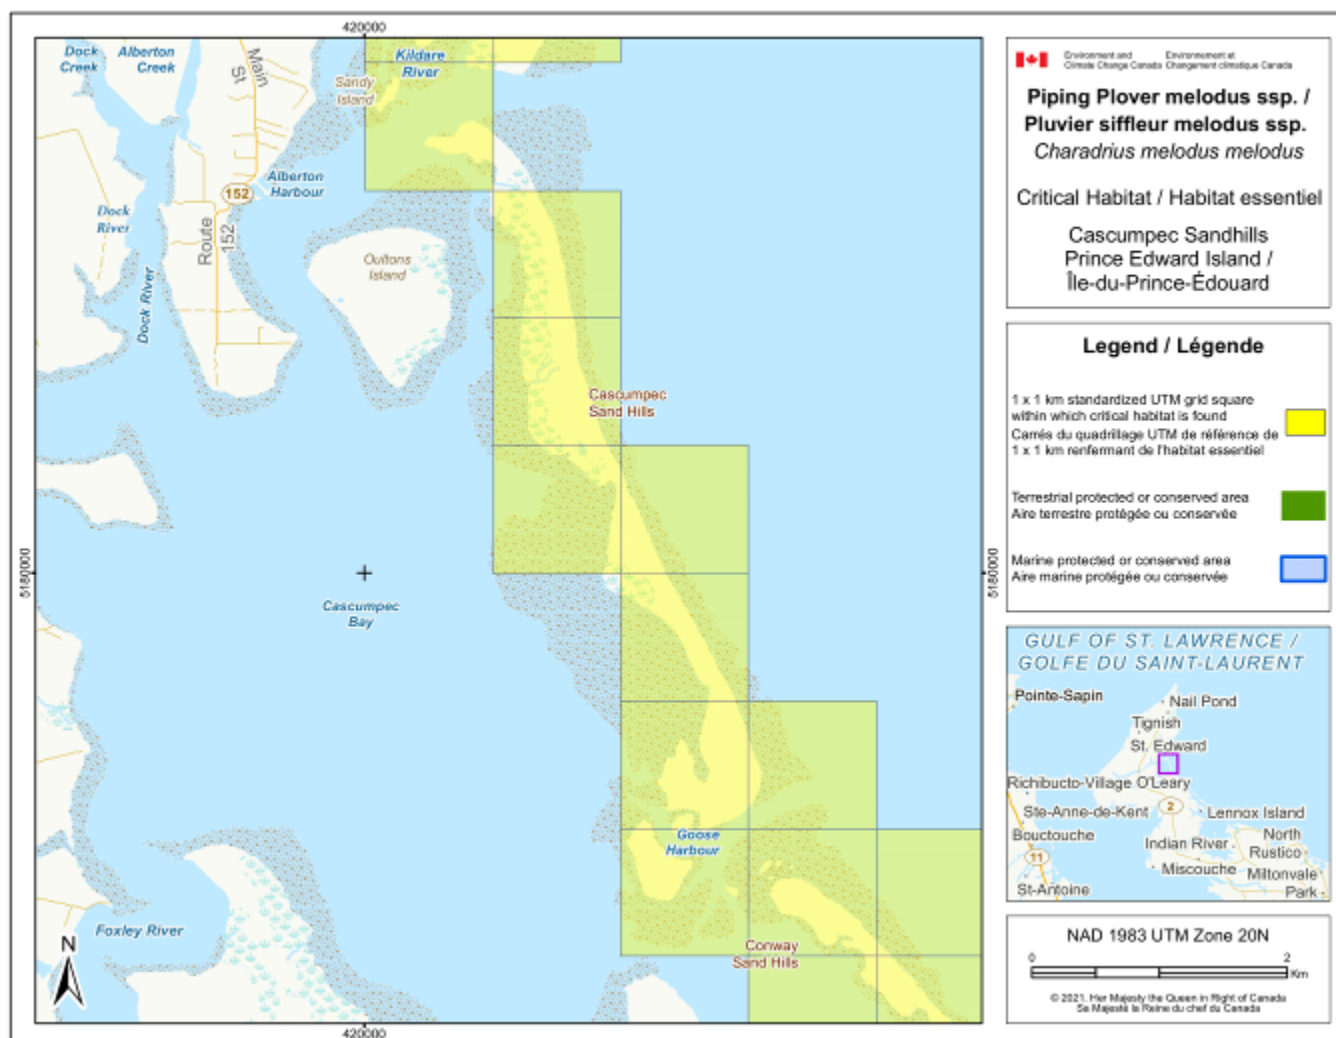 420000
Dock
Creek
Alberton
Creek
Main
St
Kildare
River
Sandy
Island
Alberton
Harbour
152
Dock
River
Route
152
Oultons
Island
Dock River
Cascumpec
Sand Hills
5180000
5180000
Cascumpec
Bay
Goose
Harbour
Foxley River
Conway
Sand Hills
N
420000
Environment and
Climate Change Canada
Environnement et
Changement climatique Canada
Piping Plover melodus ssp. /
Pluvier siffleur melodus ssp.
Charadrius melodus melodus
Critical Habitat / Habitat essentiel
Cascumpec Sandhills
Prince Edward Island /
Île-du-Prince-Édouard
Legend / Légende
1 x 1 km standardized UTM grid square
within which critical habitat is found
Carrés du quadrillage UTM de référence de
1 x 1 km renfermant de l'habitat essentiel
Terrestrial protected or conserved area
Aire terrestre protégée ou conservée
Marine protected or conserved area
Aire marine protégée ou conservée
GULF OF ST. LAWRENCE /
GOLFE DU SAINT-LAURENT
Pointe-Sapin
Nail Pond
Tignish
St. Edward
Richibucto-Village
O'Leary
Ste-Anne-de-Kent
2
Lennox Island
Bouctouche
Indian River
North
Rustico
11
Miscouche
Miltonvale
Park
St-Antoine
NAD 1983 UTM Zone 20N
0 2
Km
© 2021. Her Majesty the Queen in Right of Canada
Sa Majesté la Reine du chef du Canada